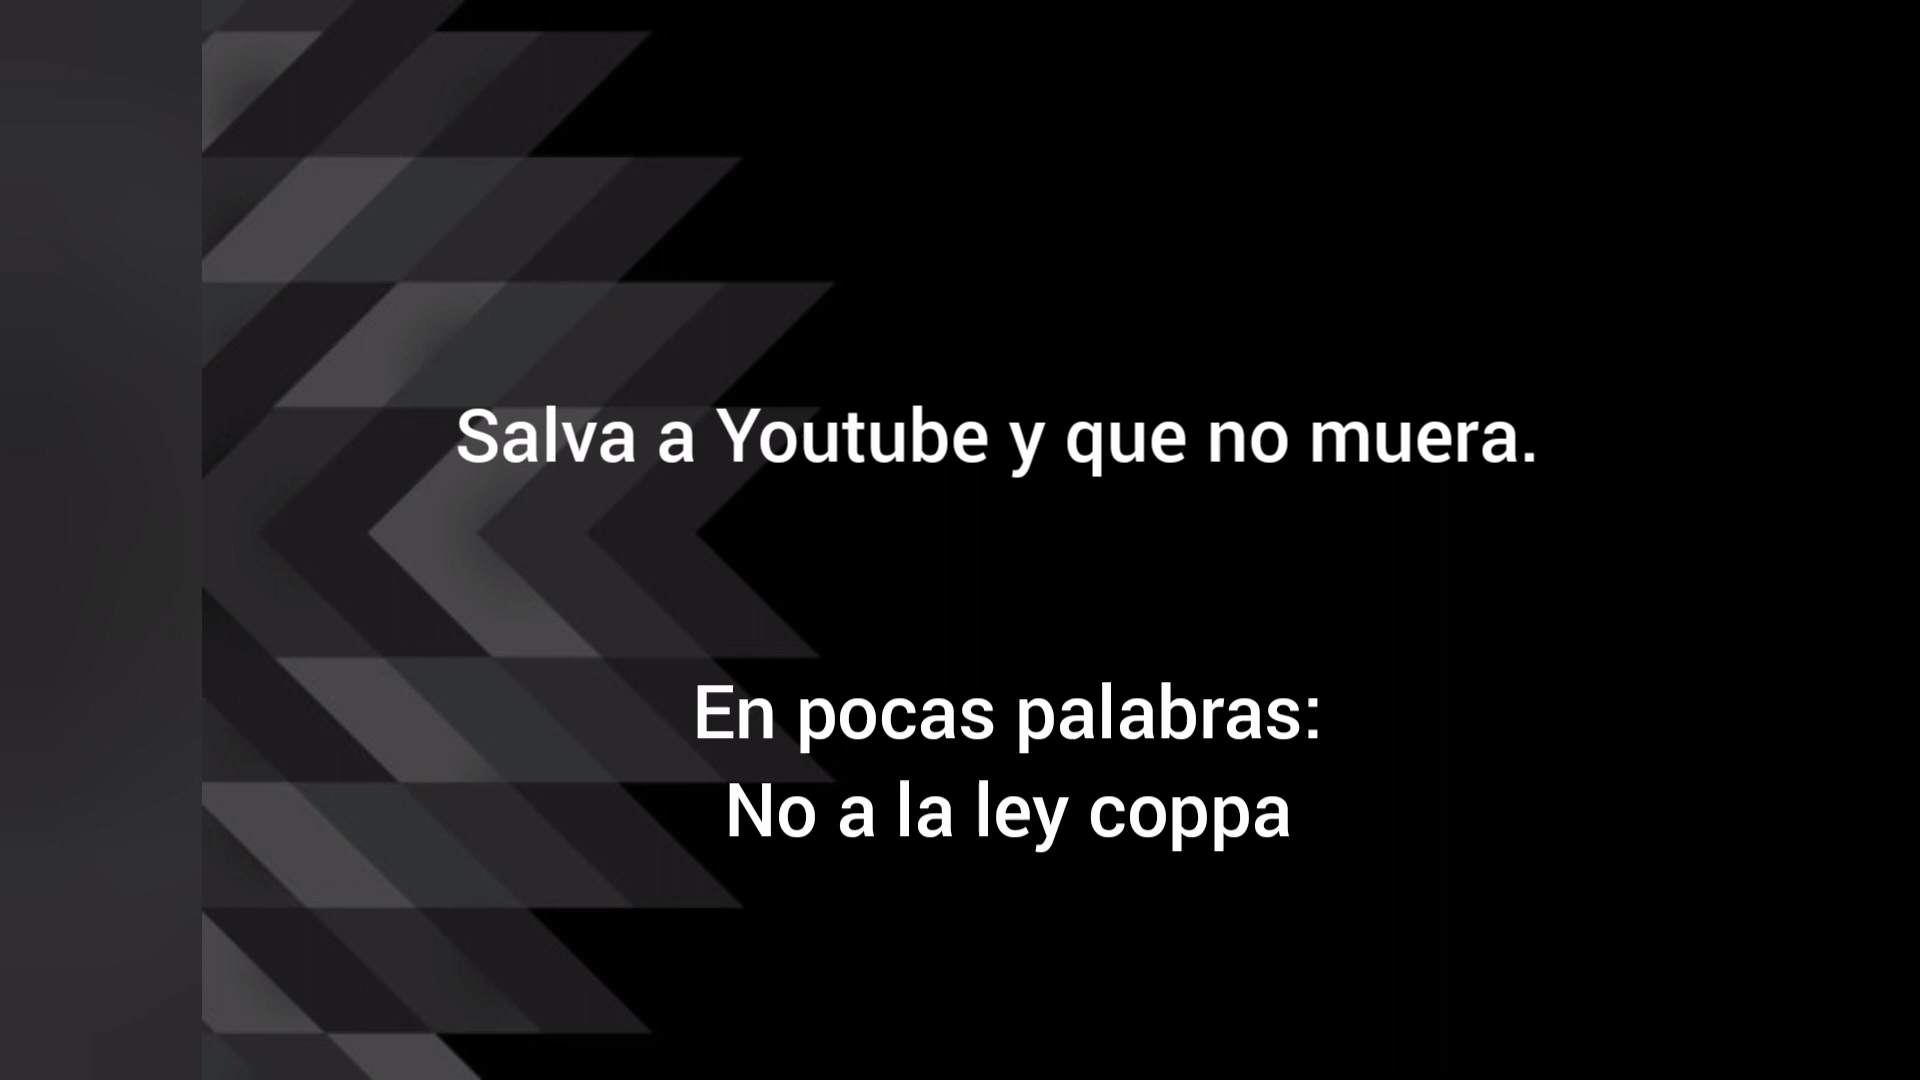 Salva a Youtube y que no muera.
En pocas palabras:
No a la ley coppa